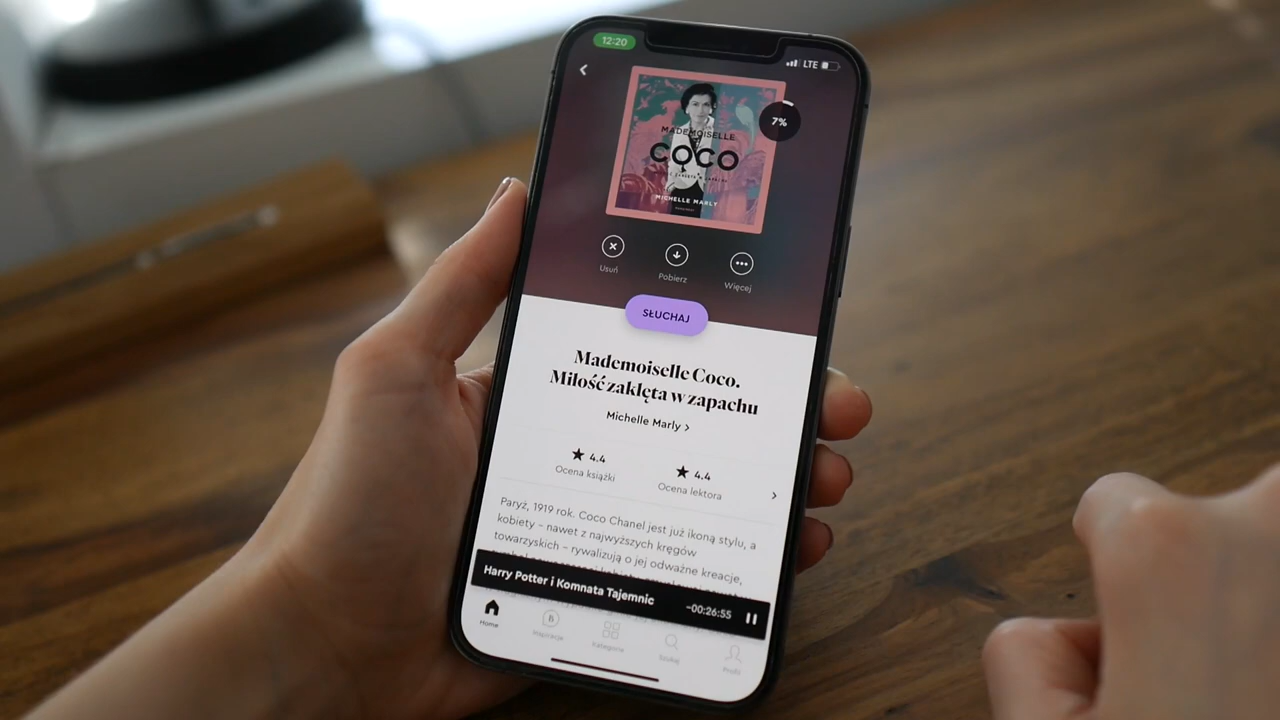 12:20
LTE
7%
MADEMOISELLE
COCO
MICHELLE MARLY
Usuń
Pobierz
Więcej
SŁUCHAJ
Mademoiselle Coco.
Miłość zaklęta w zapachu
Michelle Marly
4.4
Ocena książki
4.4
Ocena lektora
Paryż, 1919 rok. Coco Chanel jest już ikoną stylu, a
kobiety – nawet z najwyższych kręgów
towarzyskich – rywalizują o jej odważne kreacje,
Harry Potter i Komnata Tajemnic
-00:26:55
Home
Inspiracje
Kategorie
Szukaj
Profil